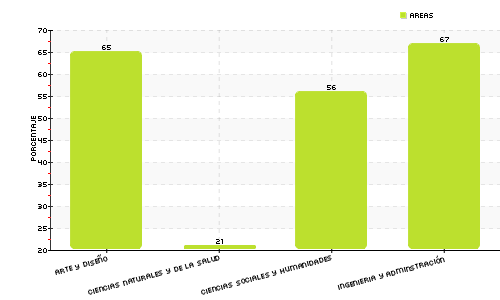 AREAS
PORCENTAJE
70
65
60
55
50
45
40
35
30
25
20
65
21
56
67
ARTE Y DISEÑO
CIENCIAS NATURALES Y DE LA SALUD
CIENCIAS SOCIALES Y HUMANIDADES
INGENIERIA Y ADMINSTRACIÓN